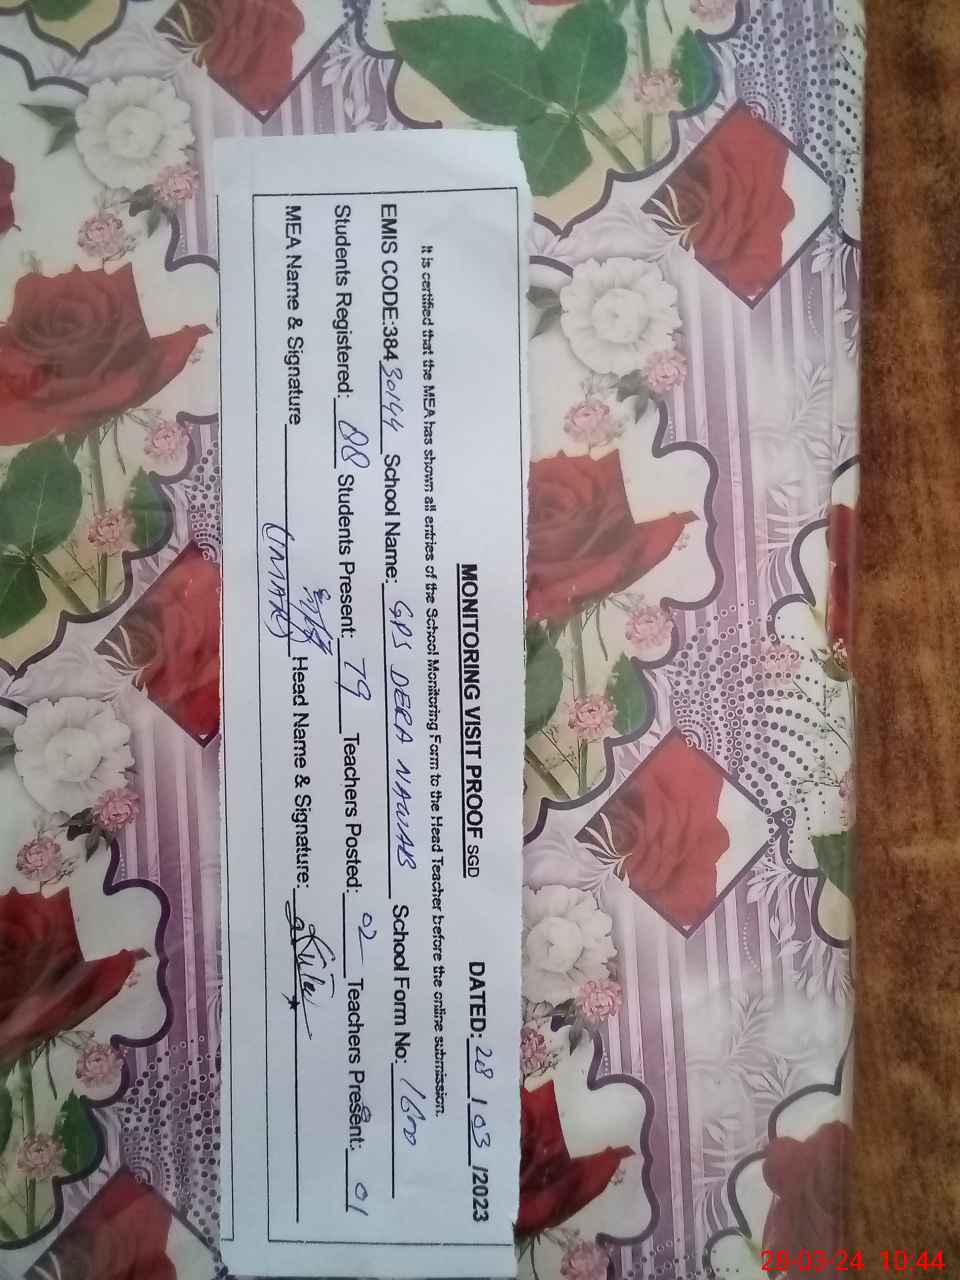 MONITORING VISIT PROOF SGD DATED: 28 / 03 /2023
It is certified that the MEA has shown all entries of the School Monitoring Form to the Head Teacher before the online submission.
EMIS CODE:38430144 School Name: GPS DERA NAWAB School Form No: 1600
Students Registered: 88 Students Present: 79 Teachers Posted: 02 Teachers Present: 01
MEA Name & Signature (UMAR) Head Name & Signature:
28-03-24 10:44